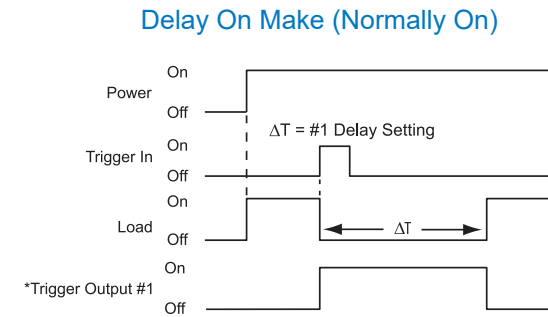 Delay On Make (Normally On)
On
Power
Off
ΔT = #1 Delay Setting
On
Trigger In
Off
On
Load
ΔT
Off
On
*Trigger Output #1
Off